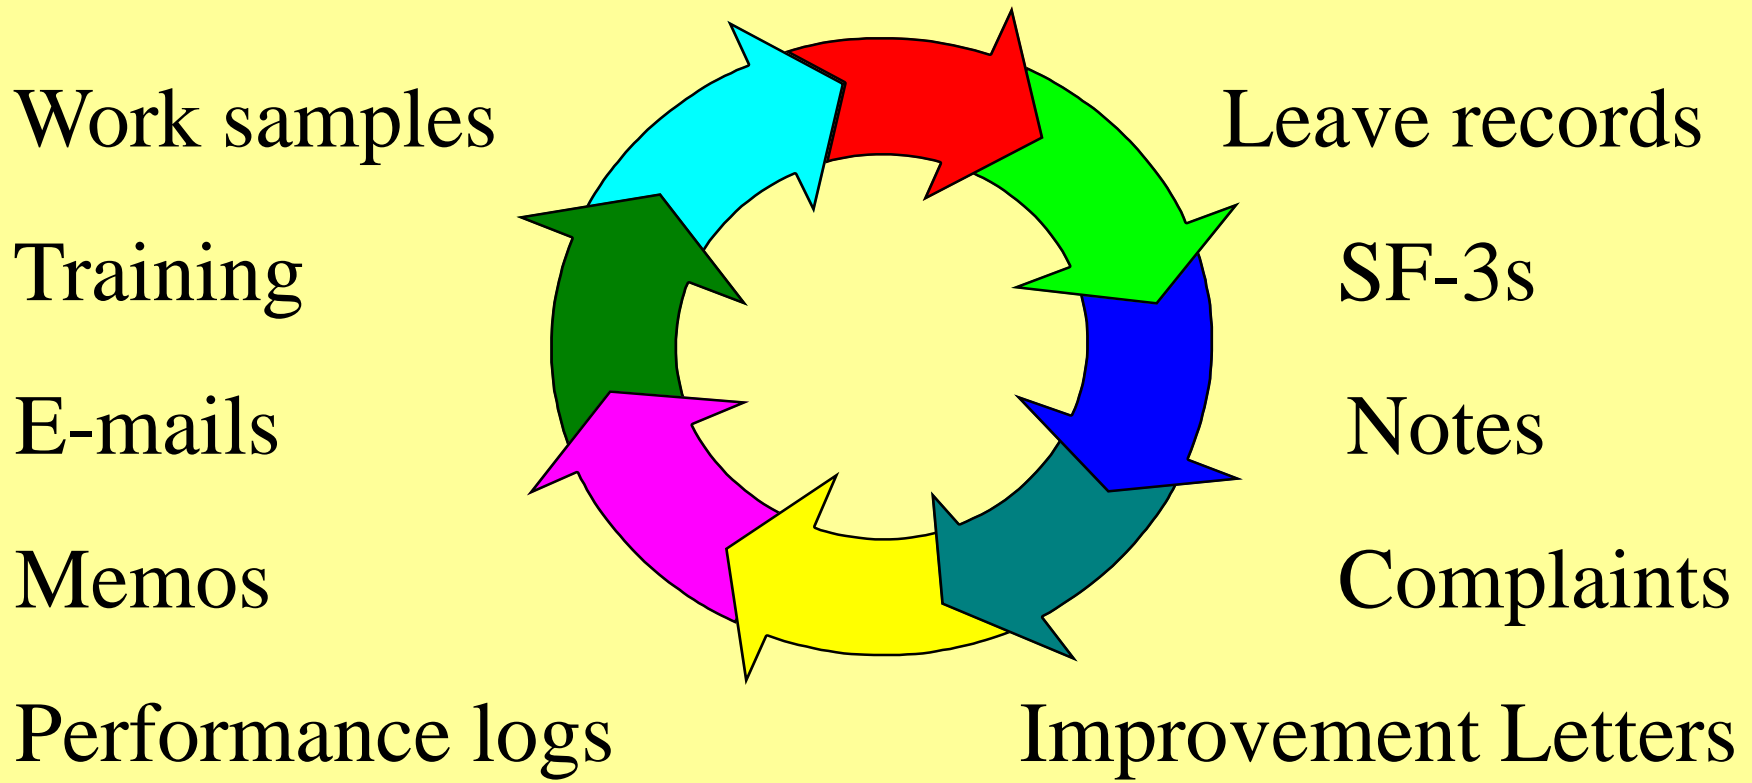 Work samples
Training
E-mails
Memos
Performance logs
Leave records
SF-3s
Notes
Complaints
Improvement Letters